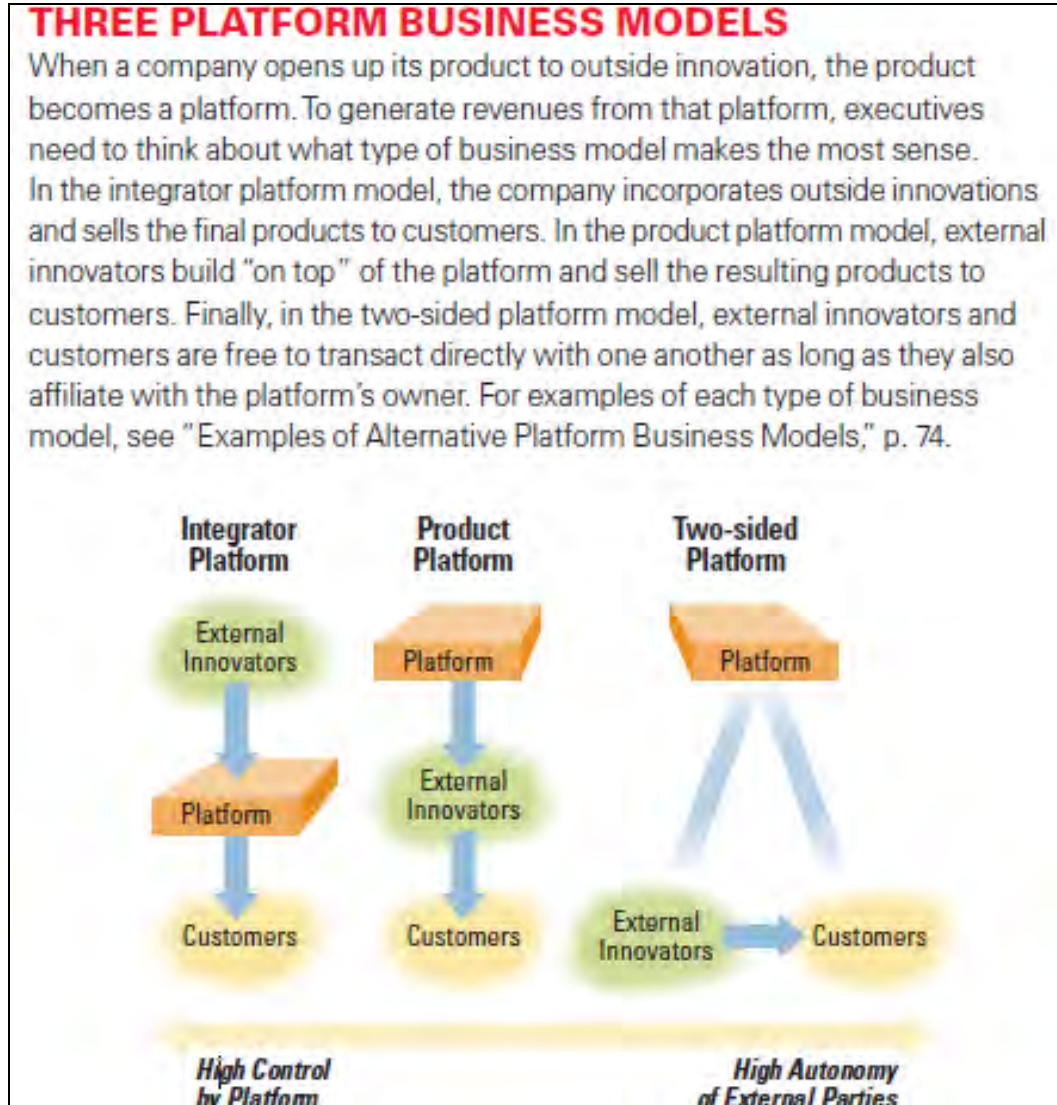 THREE PLATFORM BUSINESS MODELS
When a company opens up its product to outside innovation, the product
becomes a platform. To generate revenues from that platform, executives
need to think about what type of business model makes the most sense.
In the integrator platform model, the company incorporates outside innovations
and sells the final products to customers. In the product platform model, external
innovators build "on top" of the platform and sell the resulting products to
customers. Finally, in the two-sided platform model, external innovators and
customers are free to transact directly with one another as long as they also
affiliate with the platform's owner. For examples of each type of business
model, see "Examples of Alternative Platform Business Models," p. 74.
Integrator
Platform
External
Innovators
Platform
Customers
Product
Platform
Platform
External
Innovators
Customers
Two-sided
Platform
Platform
External
Innovators
Customers
High Control
by Platform
High Autonomy
of External Parties